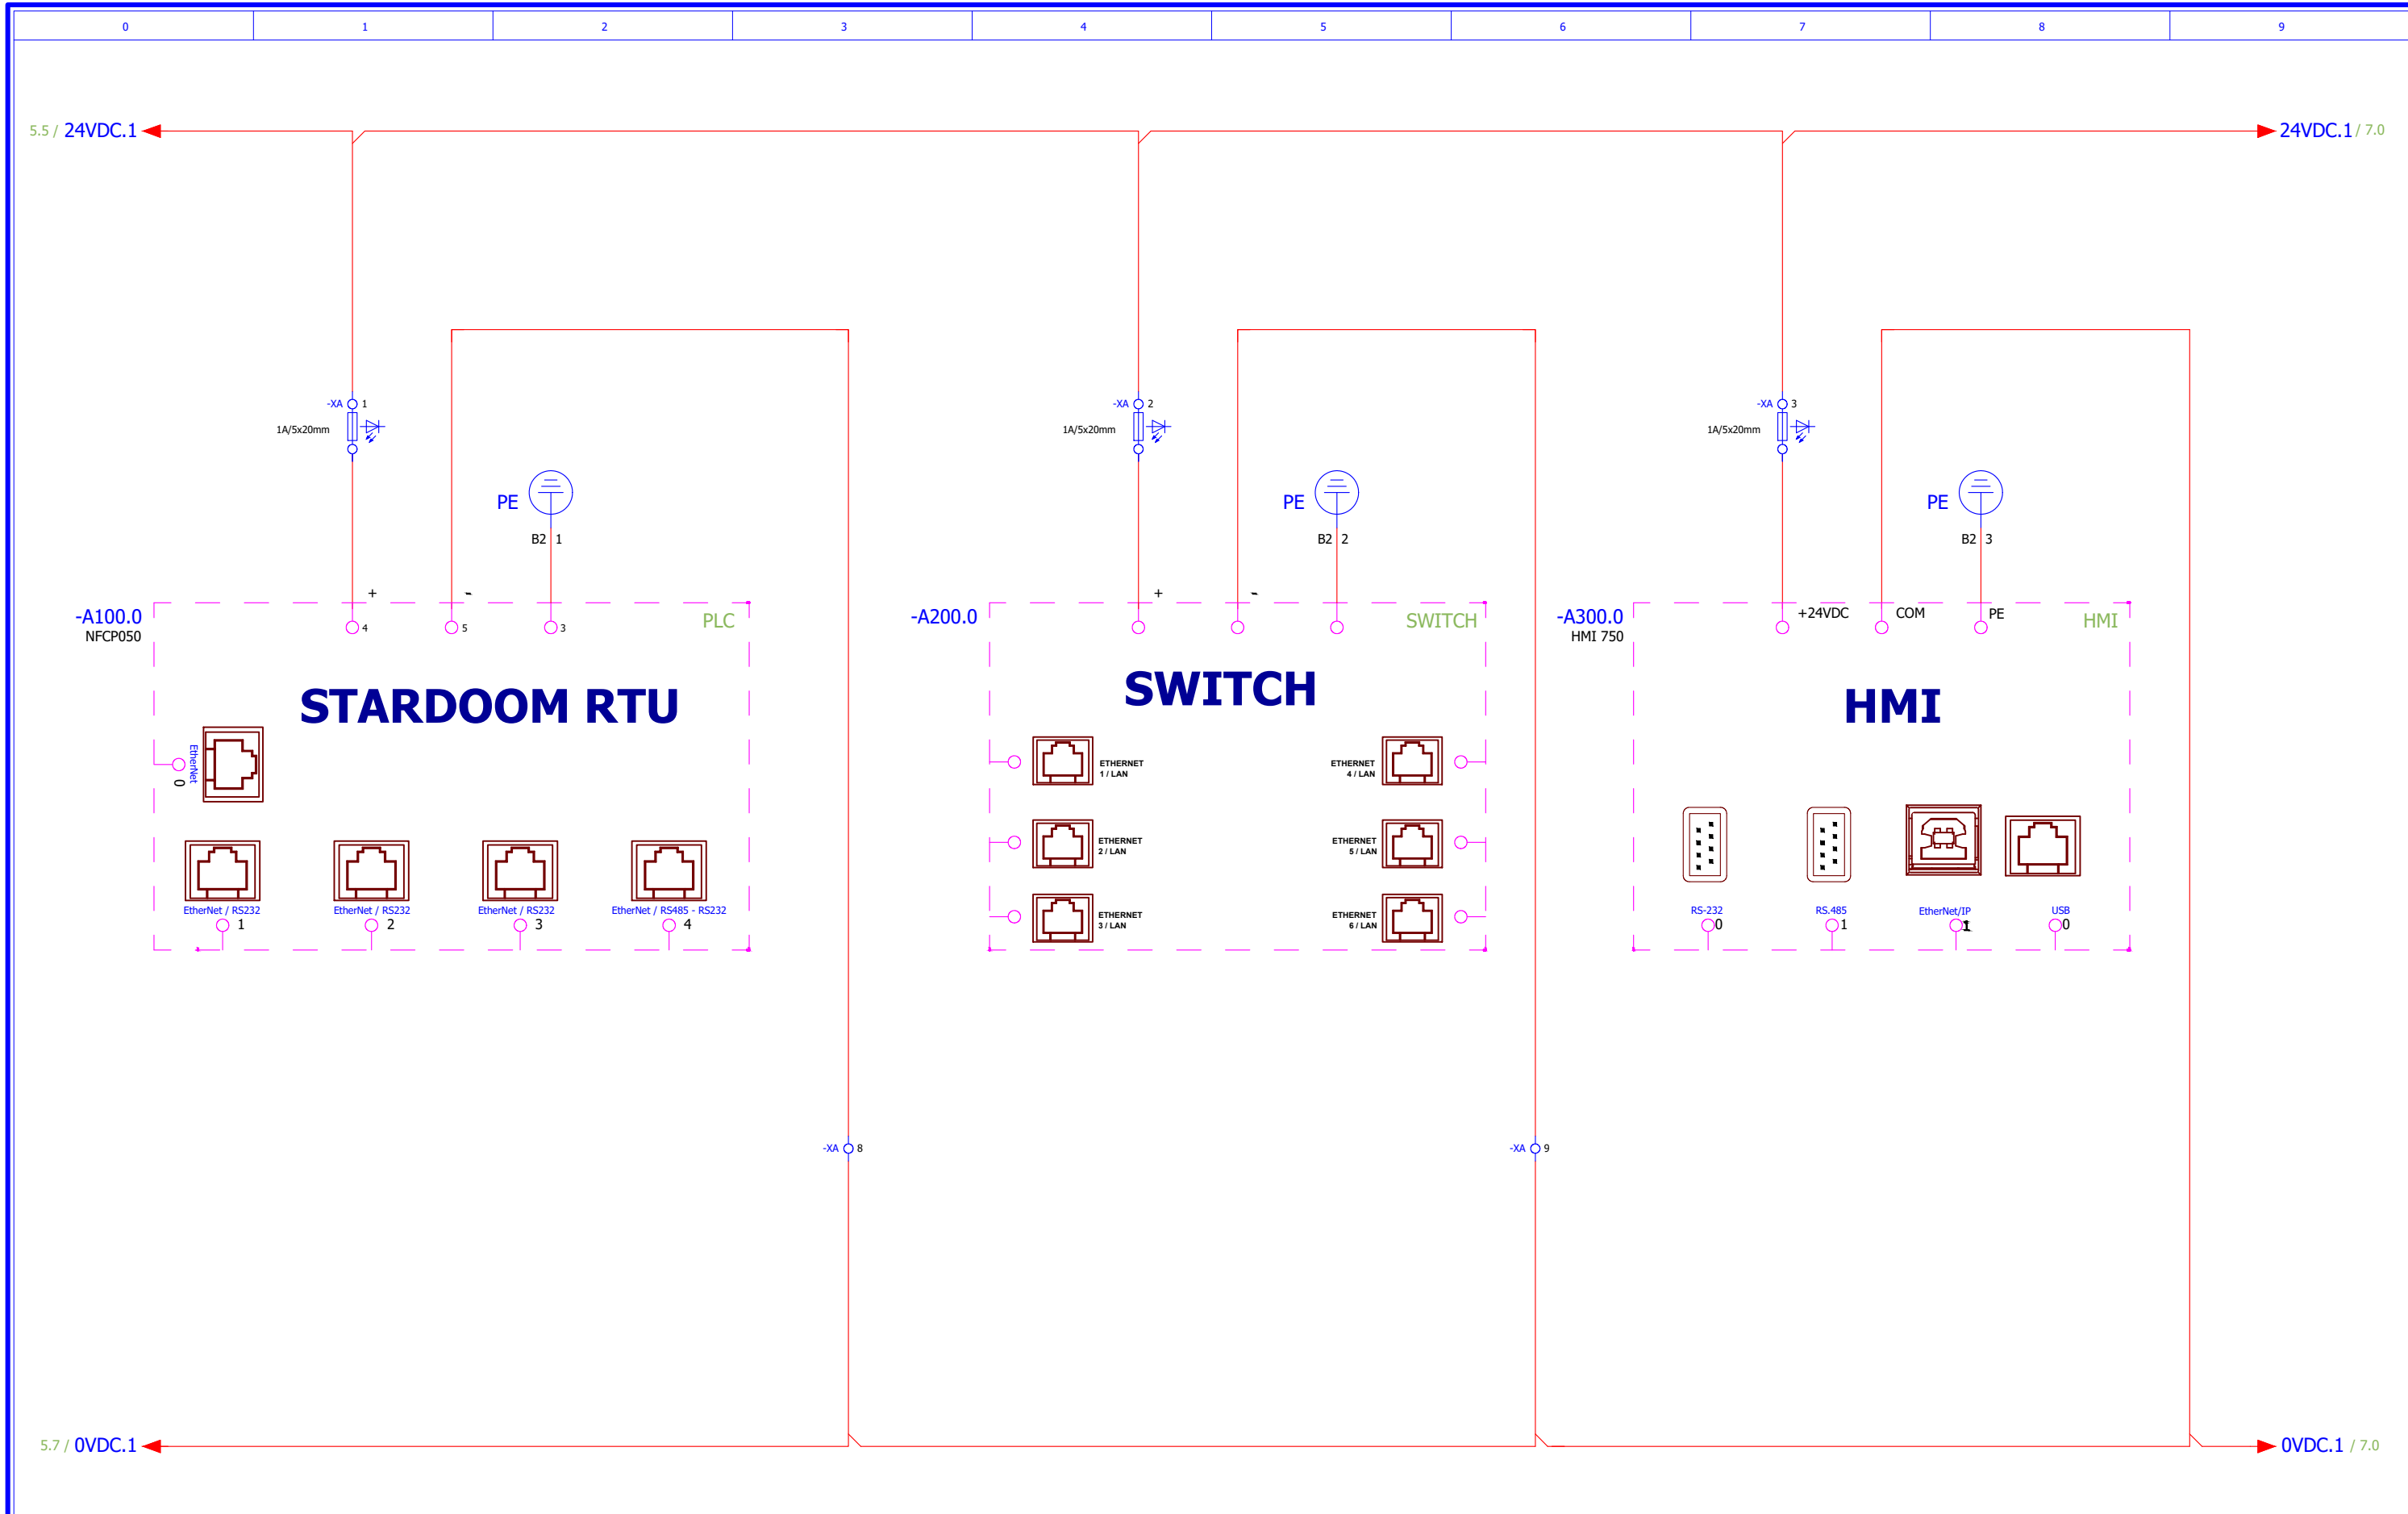 0 1 2 3 4 5 6 7 8 9
5.5 / 24VDC.1
24VDC.1 / 7.0
-XA 1
1A/5x20mm
-XA 2
1A/5x20mm
-XA 3
1A/5x20mm
PE
B2 1
PE
B2 2
PE
B2 3
-A100.0
NFCP050
+ -
4 5 3
PLC
STARDOOM RTU
EtherNet
0
EtherNet / RS232
1
EtherNet / RS232
2
EtherNet / RS232
3
EtherNet / RS485 - RS232
4
-A200.0
+ -
SWITCH
SWITCH
ETHERNET
1 / LAN
ETHERNET
4 / LAN
ETHERNET
2 / LAN
ETHERNET
5 / LAN
ETHERNET
3 / LAN
ETHERNET
6 / LAN
-A300.0
HMI 750
+24VDC COM PE
HMI
HMI
RS-232
0
RS.485
1
EtherNet/IP
USB
0
-XA 8
-XA 9
5.7 / 0VDC.1
0VDC.1 / 7.0